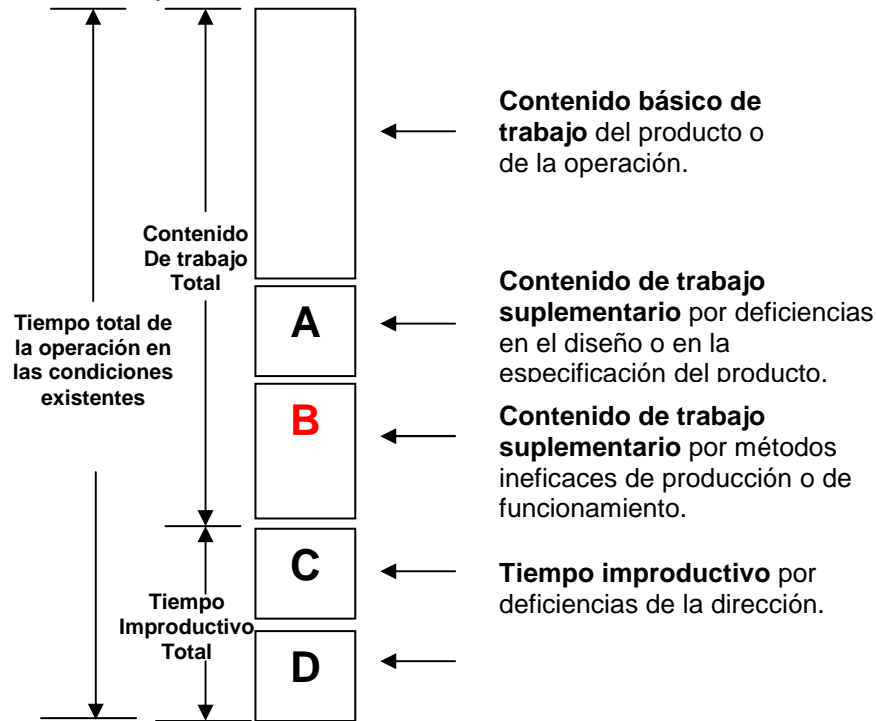 Contenido básico de
trabajo del producto o
de la operación.
Contenido
De trabajo
Total
Tiempo total de
la operación en
las condiciones
existentes
A
Contenido de trabajo
suplementario por deficiencias
en el diseño o en la
especificación del producto.
B
Contenido de trabajo
suplementario por métodos
ineficaces de producción o de
funcionamiento.
C
Tiempo improductivo por
deficiencias de la dirección.
Tiempo
Improductivo
Total
D